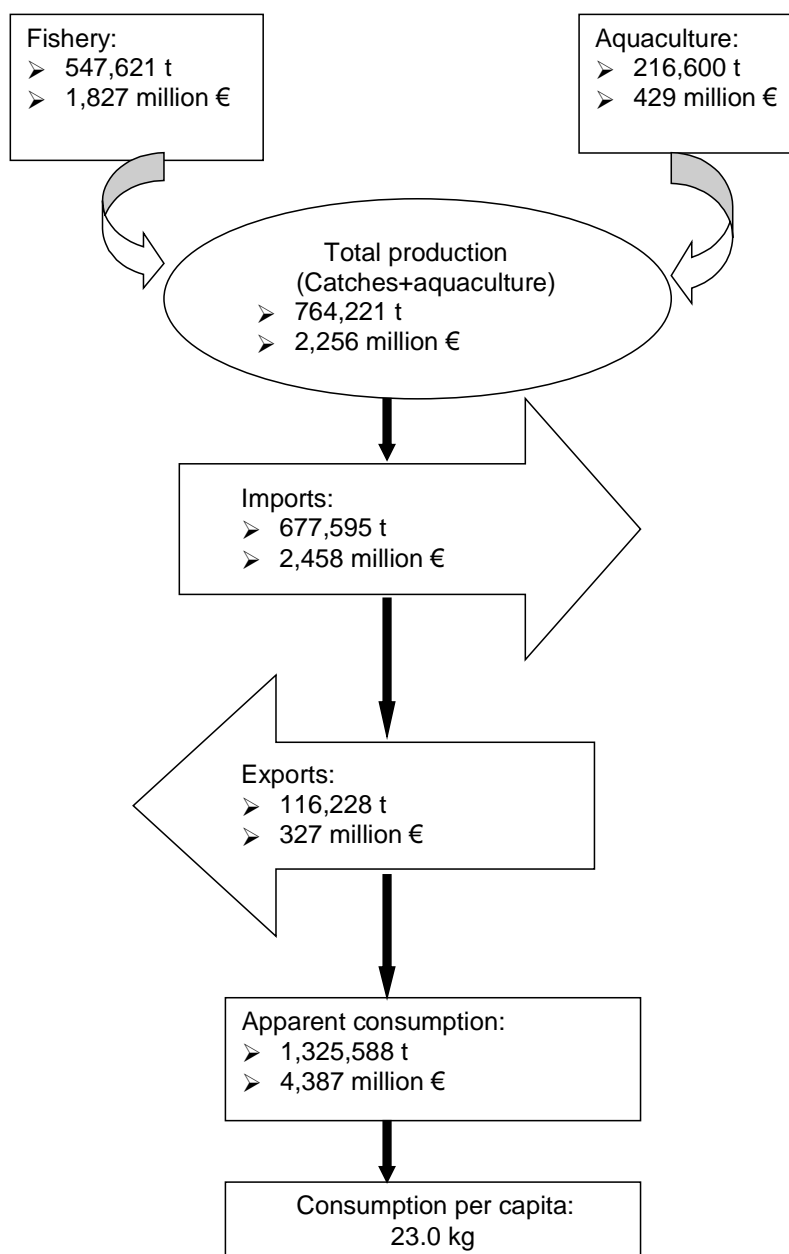 Fishery:
➢ 547,621 t
➢ 1,827 million €
Aquaculture:
➢ 216,600 t
➢ 429 million €
Total production
(Catches+aquaculture)
➢ 764,221 t
➢ 2,256 million €
Imports:
➢ 677,595 t
➢ 2,458 million €
Exports:
➢ 116,228 t
➢ 327 million €
Apparent consumption:
➢ 1,325,588 t
➢ 4,387 million €
Consumption per capita:
23.0 kg